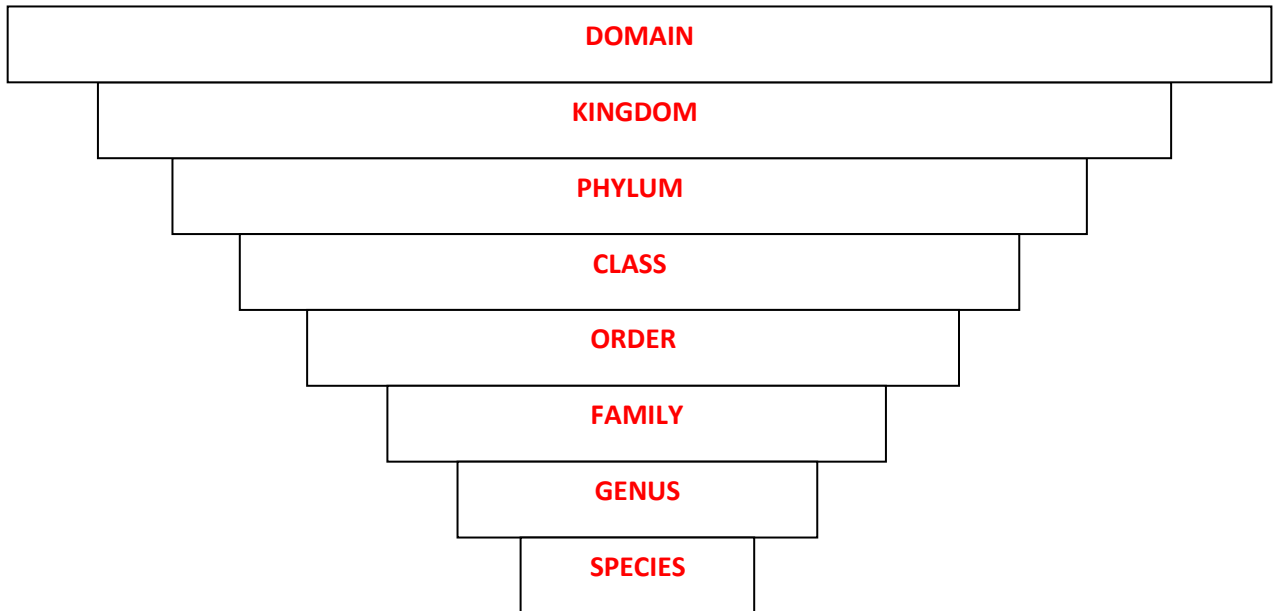 DOMAIN
KINGDOM
PHYLUM
CLASS
ORDER
FAMILY
GENUS
SPECIES